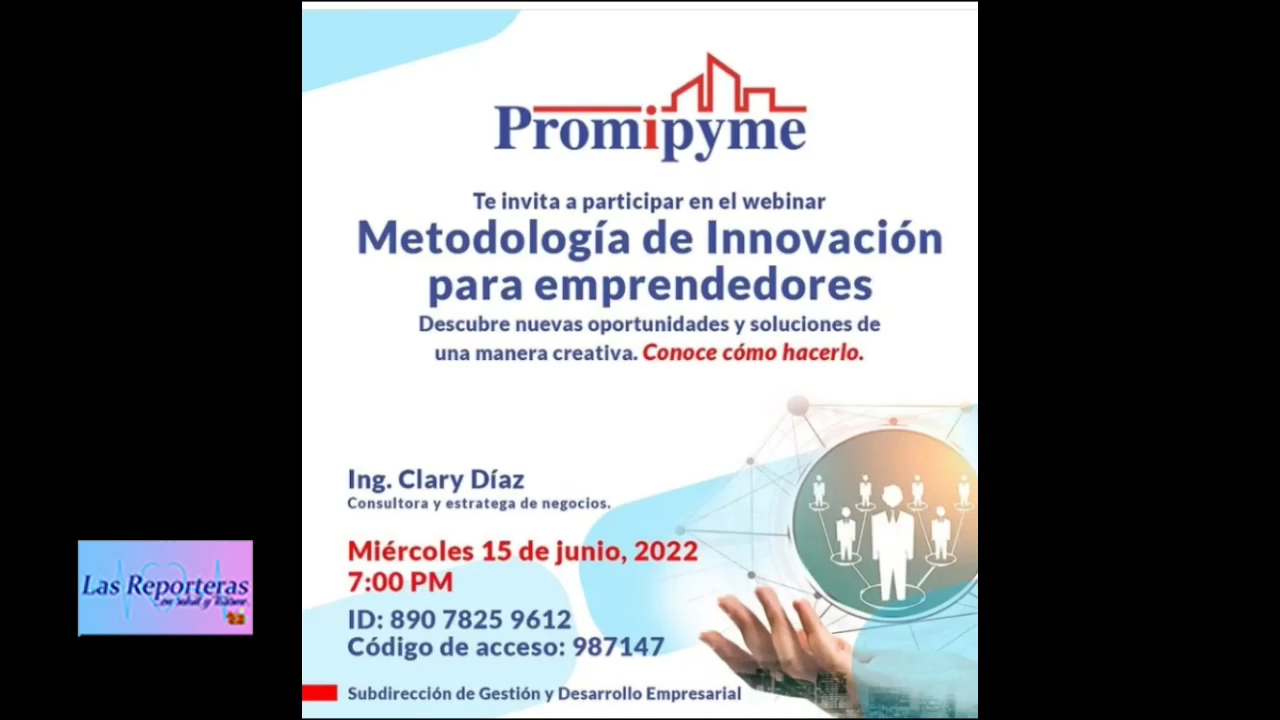 Promipyme
Te invita a participar en el webinar
Metodología de Innovación
para emprendedores
Descubre nuevas oportunidades y soluciones de
una manera creativa. Conoce cómo hacerlo.
Ing. Clary Díaz
Consultora y estratega de negocios.
Miércoles 15 de junio, 2022
7:00 PM
ID: 890 7825 9612
Código de acceso: 987147
Subdirección de Gestión y Desarrollo Empresarial
Las Reporteras